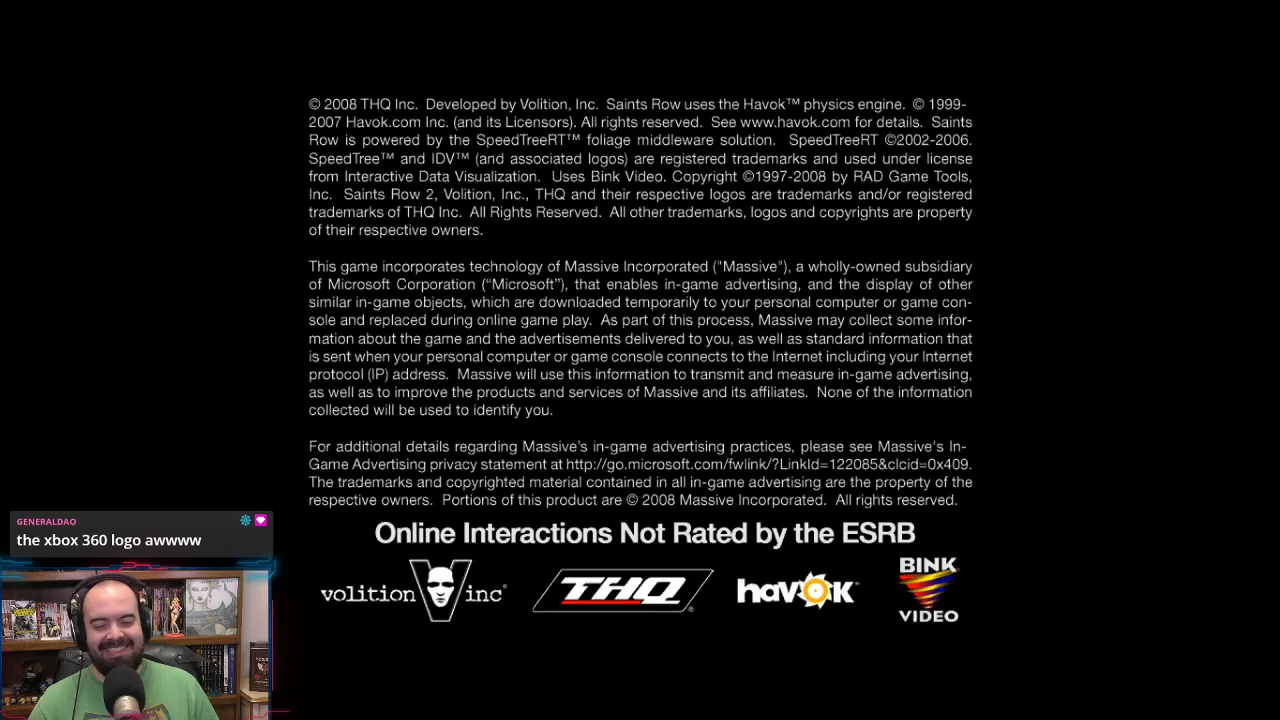 © 2008 THQ Inc. Developed by Volition, Inc. Saints Row uses the Havok™ physics engine. © 1999-
2007 Havok.com Inc. (and its Licensors). All rights reserved. See www.havok.com for details. Saints
Row is powered by the SpeedTreeRT™ foliage middleware solution. SpeedTreeRT ©2002-2006.
SpeedTree™ and IDV™ (and associated logos) are registered trademarks and used under license
from Interactive Data Visualization. Uses Bink Video. Copyright ©1997-2008 by RAD Game Tools,
Inc. Saints Row 2, Volition, Inc., THQ and their respective logos are trademarks and/or registered
trademarks of THQ Inc. All Rights Reserved. All other trademarks, logos and copyrights are property
of their respective owners.
This game incorporates technology of Massive Incorporated ("Massive"), a wholly-owned subsidiary
of Microsoft Corporation (“Microsoft”), that enables in-game advertising, and the display of other
similar in-game objects, which are downloaded temporarily to your personal computer or game con-
sole and replaced during online game play. As part of this process, Massive may collect some infor-
mation about the game and the advertisements delivered to you, as well as standard information that
is sent when your personal computer or game console connects to the Internet including your Internet
protocol (IP) address. Massive will use this information to transmit and measure in-game advertising,
as well as to improve the products and services of Massive and its affiliates. None of the information
collected will be used to identify you.
For additional details regarding Massive's in-game advertising practices, please see Massive's In-
Game Advertising privacy statement at http://go.microsoft.com/fwlink/?LinkId=122085&clcid=0x409.
The trademarks and copyrighted material contained in all in-game advertising are the property of the
respective owners. Portions of this product are © 2008 Massive Incorporated. All rights reserved.
Online Interactions Not Rated by the ESRB
volition V inc®
THQ®
havok™
BINK
VIDEO
GENERALDAO
the xbox 360 logo awwww